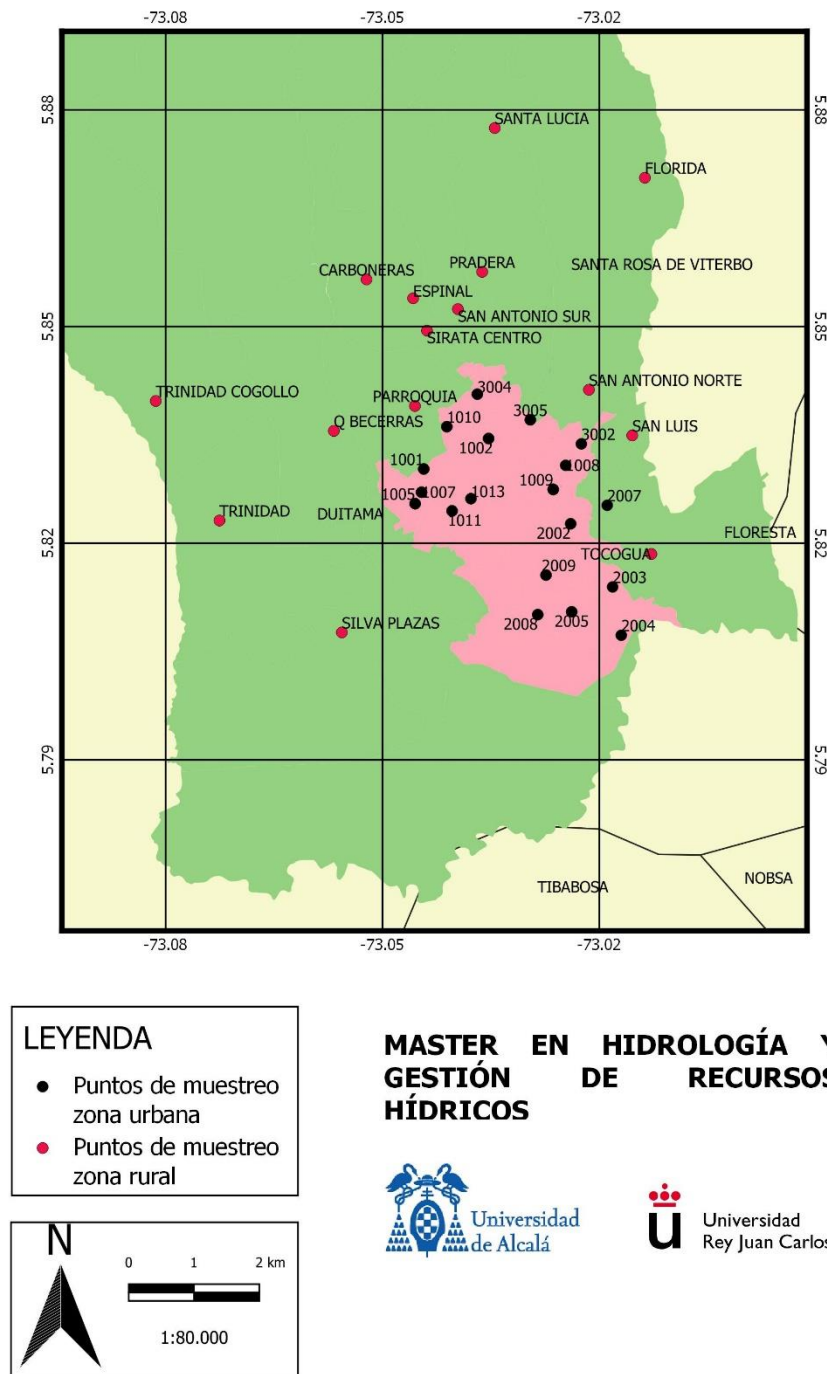 -73.08
-73.05
-73.02
5.88
5.88
SANTA LUCIA
FLORIDA
CARBONERAS
PRADERA
SANTA ROSA DE VITERBO
ESPINAL
SAN ANTONIO SUR
5.85
5.85
SIRATA CENTRO
TRINIDAD COGOLLO
PARROQUIA
3004
SAN ANTONIO NORTE
Q BECERRAS
1010
3005
SAN LUIS
1002
3002
1001
1008
1009
1005
1007
1013
2007
TRINIDAD
DUITAMA
1011
2002
FLORESTA
5.82
5.82
TOCOGUA
2009
2003
SILVA PLAZAS
2008
2005
2004
5.79
5.79
TIBABOSA
NOBSA
-73.08
-73.05
-73.02
LEYENDA
Puntos de muestreo
zona urbana
Puntos de muestreo
zona rural
N
0 1 2 km
1:80.000
MASTER EN HIDROLOGÍA Y
GESTIÓN DE RECURSOS
HÍDRICOS
Universidad
de Alcalá
u
Universidad
Rey Juan Carlos